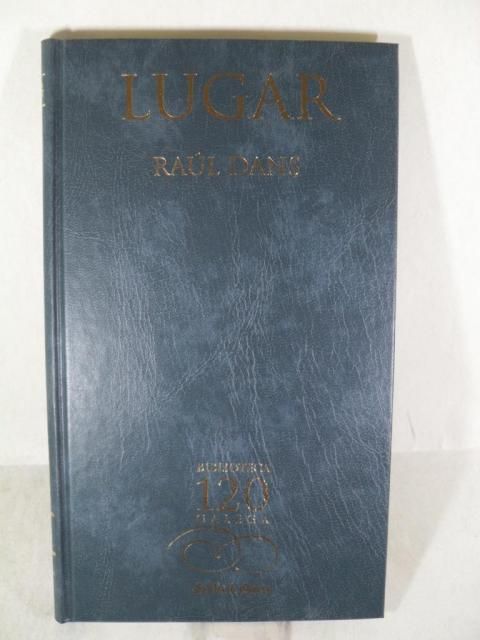 LUGAR
RAÚL DANS
BIBLIOTECA
120
GALEGA